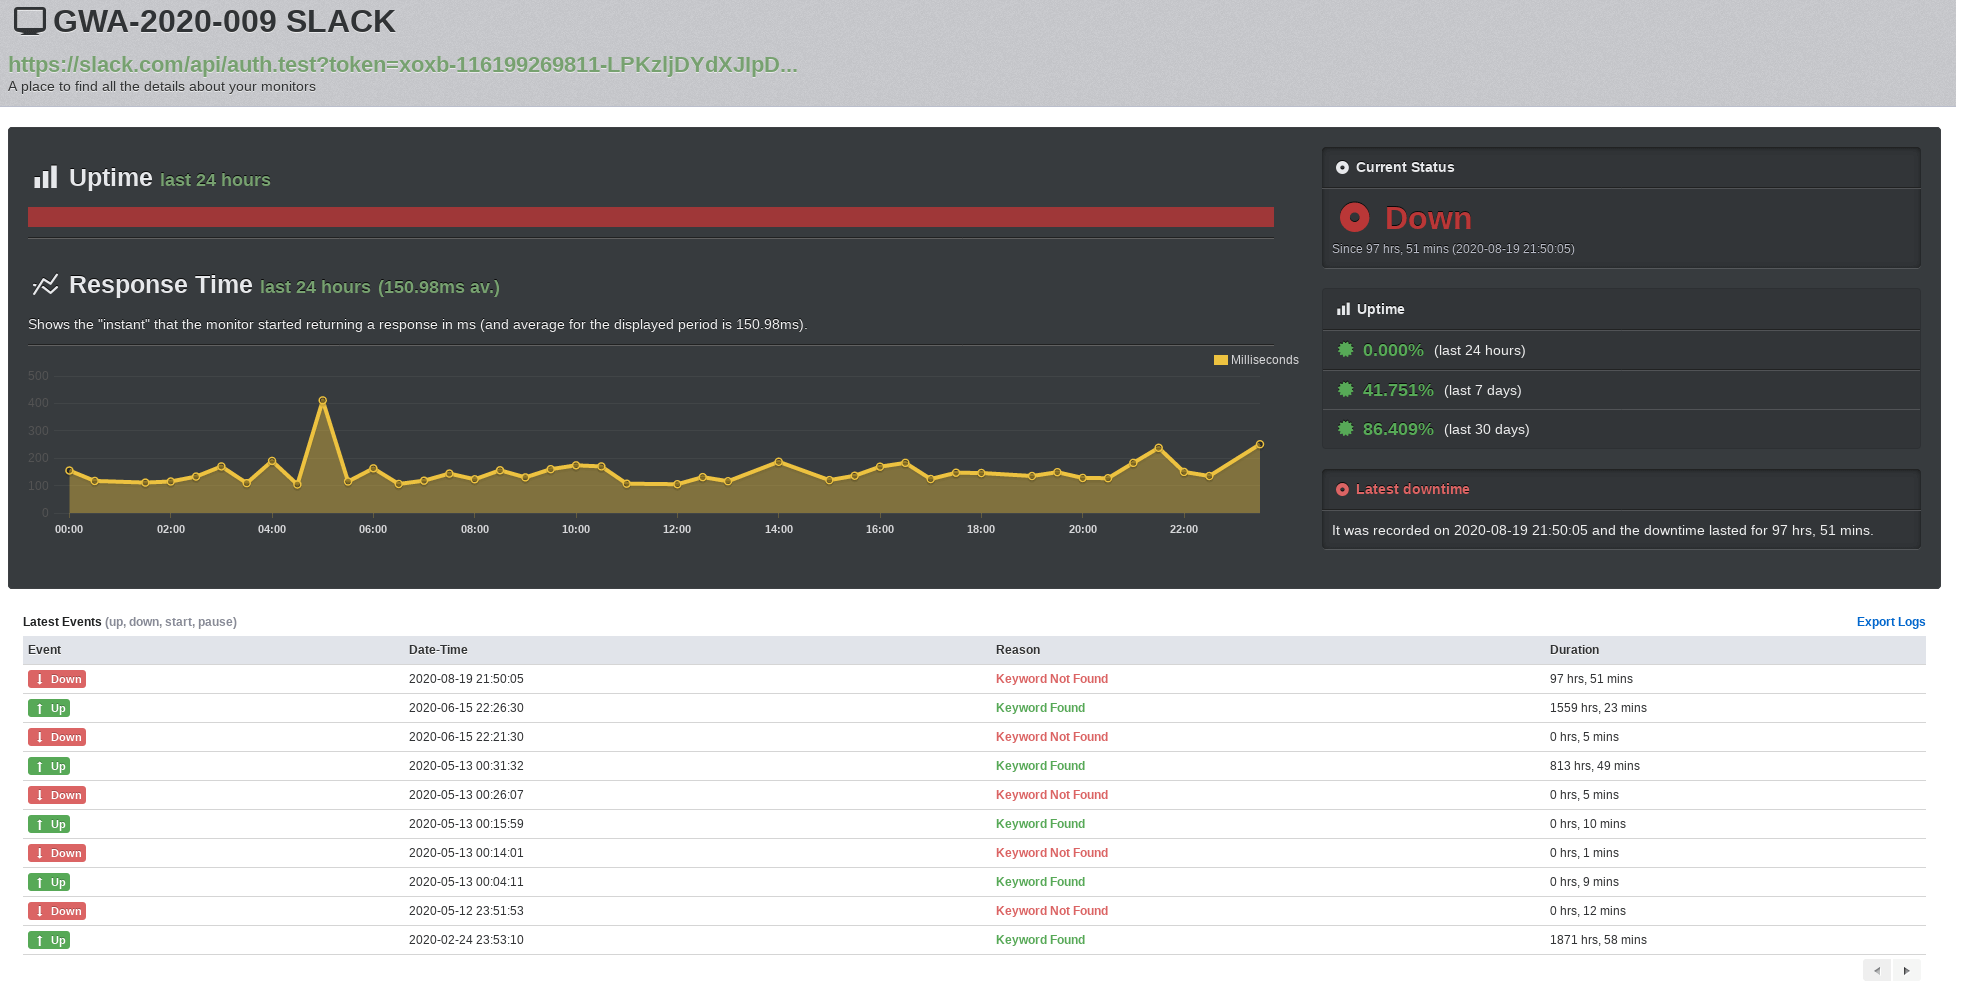 GWA-2020-009 SLACK
https://slack.com/api/auth.test?token=xoxb-116199269811-LPKzljDYdXJlpD...
A place to find all the details about your monitors
Uptime last 24 hours
Response Time last 24 hours (150.98ms av.)
Shows the "instant" that the monitor started returning a response in ms (and average for the displayed period is 150.98ms).
Milliseconds
500
400
300
200
100
0
00:00 02:00 04:00 06:00 08:00 10:00 12:00 14:00 16:00 18:00 20:00 22:00
Current Status
Down
Since 97 hrs, 51 mins (2020-08-19 21:50:05)
Uptime
0.000% (last 24 hours)
41.751% (last 7 days)
86.409% (last 30 days)
Latest downtime
It was recorded on 2020-08-19 21:50:05 and the downtime lasted for 97 hrs, 51 mins.
Latest Events (up, down, start, pause) Export Logs
Event Date-Time Reason Duration
Down 2020-08-19 21:50:05 Keyword Not Found 97 hrs, 51 mins
Up 2020-06-15 22:26:30 Keyword Found 1559 hrs, 23 mins
Down 2020-06-15 22:21:30 Keyword Not Found 0 hrs, 5 mins
Up 2020-05-13 00:31:32 Keyword Found 813 hrs, 49 mins
Down 2020-05-13 00:26:07 Keyword Not Found 0 hrs, 5 mins
Up 2020-05-13 00:15:59 Keyword Found 0 hrs, 10 mins
Down 2020-05-13 00:14:01 Keyword Not Found 0 hrs, 1 mins
Up 2020-05-13 00:04:11 Keyword Found 0 hrs, 9 mins
Down 2020-05-12 23:51:53 Keyword Not Found 0 hrs, 12 mins
Up 2020-02-24 23:53:10 Keyword Found 1871 hrs, 58 mins